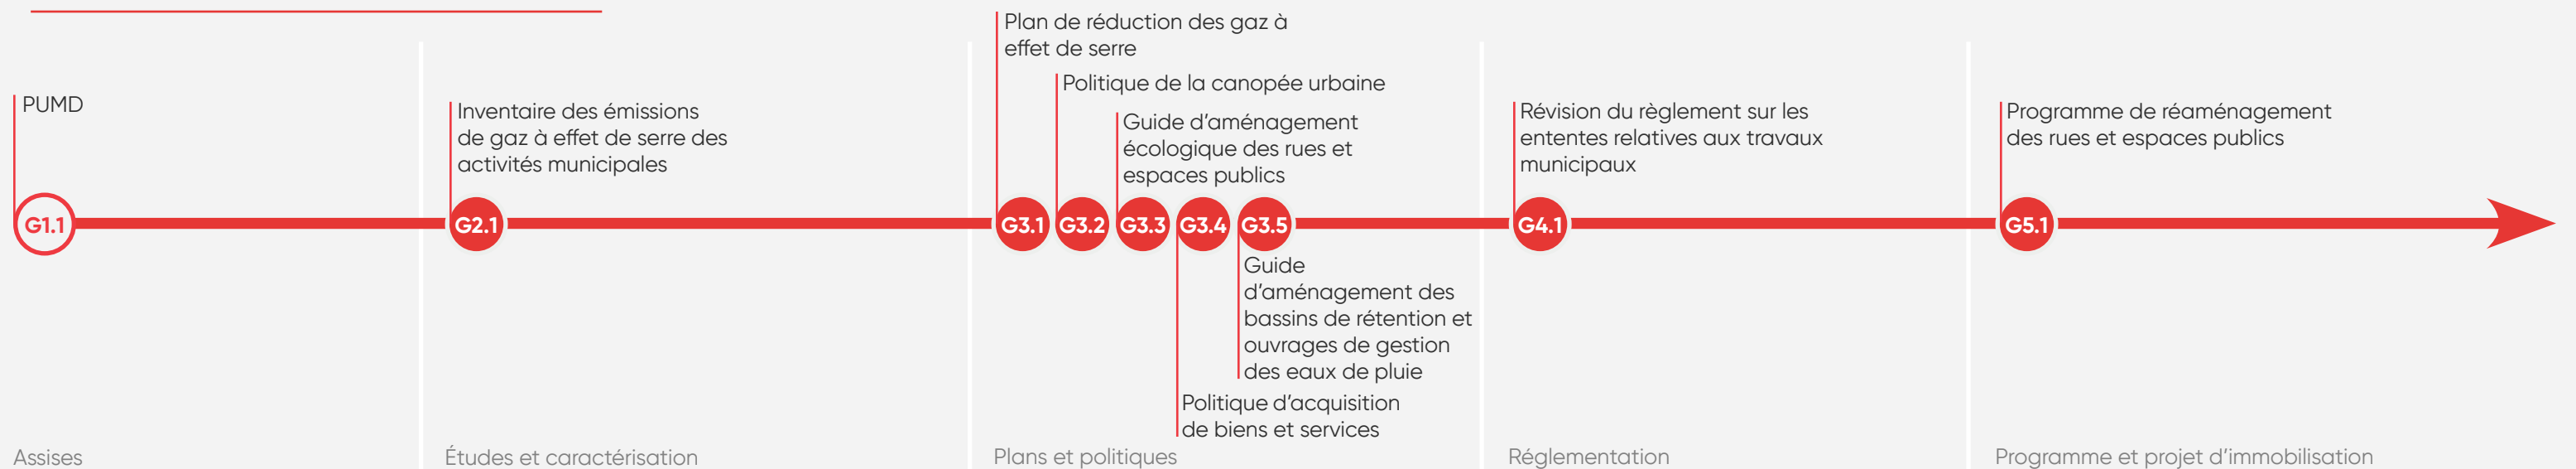 PUMD
G1.1
Assises
Inventaire des émissions
de gaz à effet de serre des
activités municipales
G2.1
Études et caractérisation
Plan de réduction des gaz à
effet de serre
Politique de la canopée urbaine
Guide d’aménagement
écologique des rues et
espaces publics
G3.1
G3.2
G3.3
G3.4
G3.5
Guide
d’aménagement des
bassins de rétention et
ouvrages de gestion
des eaux de pluie
Politique d’acquisition
de biens et services
Plans et politiques
Révision du règlement sur les
ententes relatives aux travaux
municipaux
G4.1
Réglementation
Programme de réaménagement
des rues et espaces publics
G5.1
Programme et projet d’immobilisation